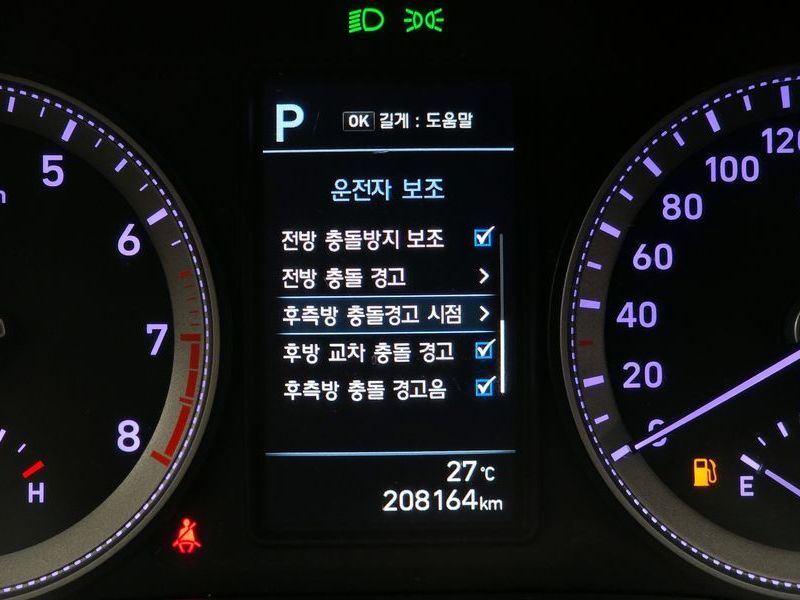 P OK 길게 : 도움말
운전자 보조
전방 충돌방지 보조
전방 충돌 경고
후측방 충돌경고 시점
후방 교차 충돌 경고
후측방 충돌 경고음
27℃
208164km
5
6
7
8
H
120
100
80
60
40
20
0
E